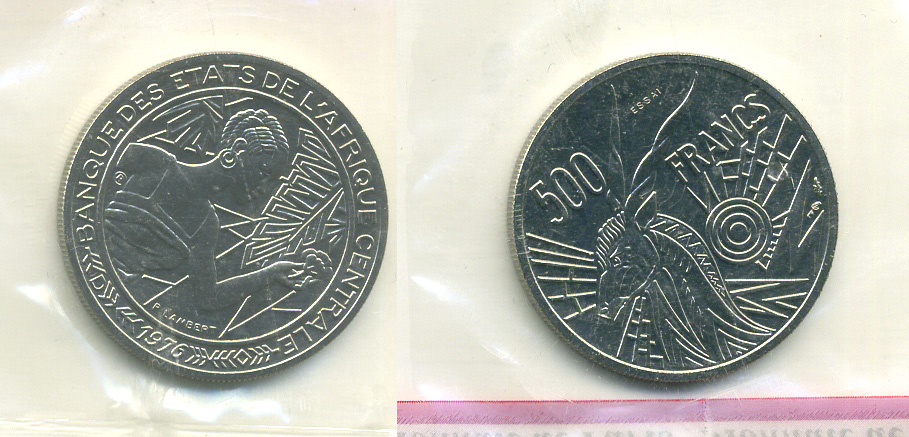 BANQUE DES ETATS DE L'AFRIQUE CENTRALE
P. LAMBERT
1976
ESSAI
500 FRANCS